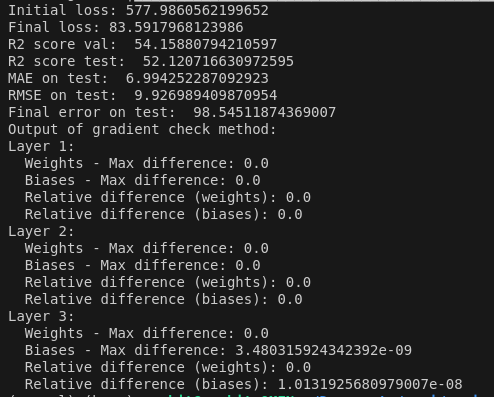 Initial loss: 577.9860562199652
Final loss: 83.5917968123986
R2 score val:  54.15880794210597
R2 score test:  52.120716630972595
MAE on test:  6.994252287092923
RMSE on test:  9.926989409870954
Final error on test:  98.54511874369007
Output of gradient check method:
Layer 1:
  Weights - Max difference: 0.0
  Biases - Max difference: 0.0
  Relative difference (weights): 0.0
  Relative difference (biases): 0.0
Layer 2:
  Weights - Max difference: 0.0
  Biases - Max difference: 0.0
  Relative difference (weights): 0.0
  Relative difference (biases): 0.0
Layer 3:
  Weights - Max difference: 0.0
  Biases - Max difference: 3.480315924342392e-09
  Relative difference (weights): 0.0
  Relative difference (biases): 1.0131925680979007e-08